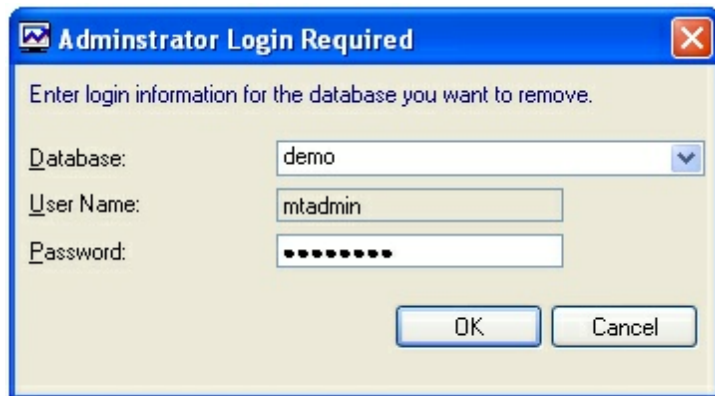 Adminstrator Login Required
Enter login information for the database you want to remove.
Database: demo
User Name: mtadmin
Password: ••••••••
OK Cancel